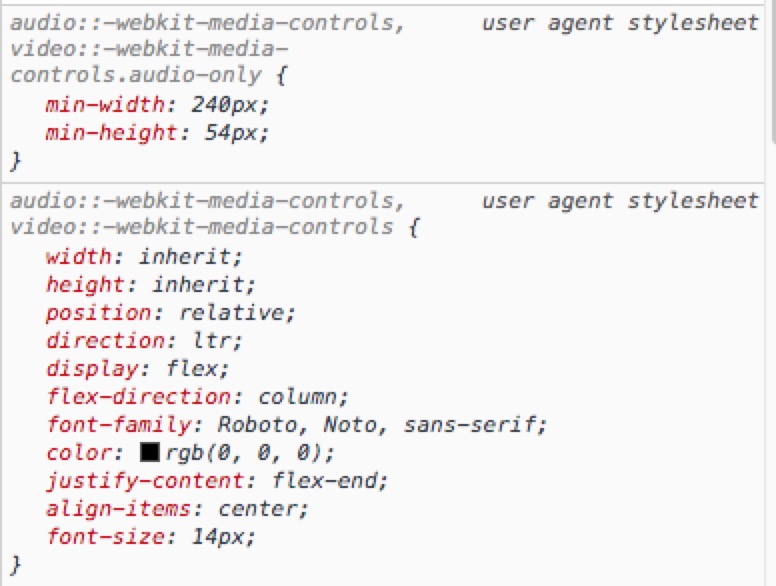 audio::-webkit-media-controls, user agent stylesheet
video::-webkit-media-
controls.audio-only {
min-width: 240px;
min-height: 54px;
}
audio::-webkit-media-controls, user agent stylesheet
video::-webkit-media-controls {
width: inherit;
height: inherit;
position: relative;
direction: ltr;
display: flex;
flex-direction: column;
font-family: Roboto, Noto, sans-serif;
color: rgb(0, 0, 0);
justify-content: flex-end;
align-items: center;
font-size: 14px;
}